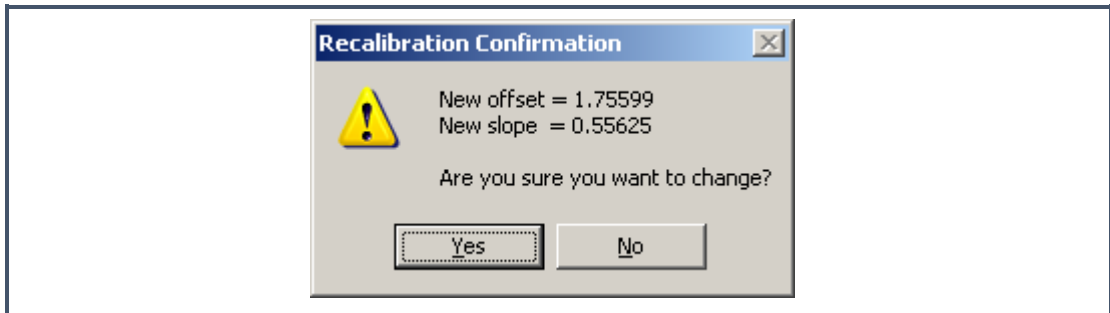 Recalibration Confirmation
New offset = 1.75599
New slope = 0.55625
Are you sure you want to change?
Yes No